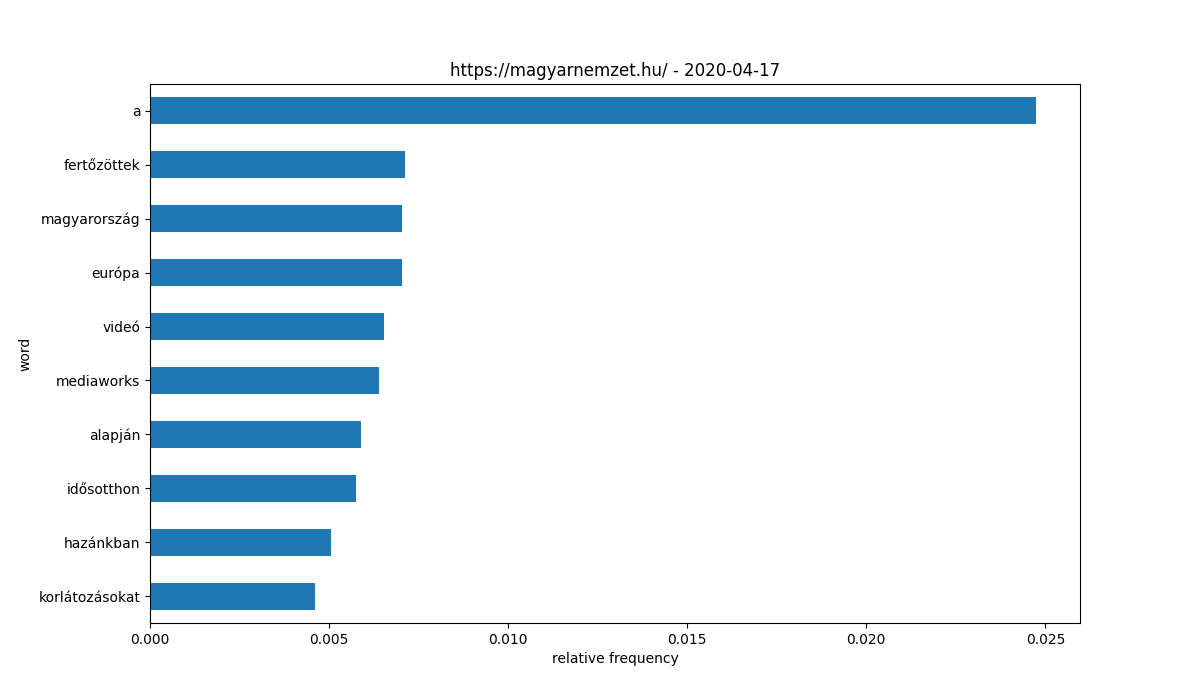 https://magyarnemzet.hu/ - 2020-04-17
a
fertőzöttek
magyarország
európa
videó
mediaworks
alapján
idősotthon
hazánkban
korlátozásokat
word
0.000 0.005 0.010 0.015 0.020 0.025
relative frequency